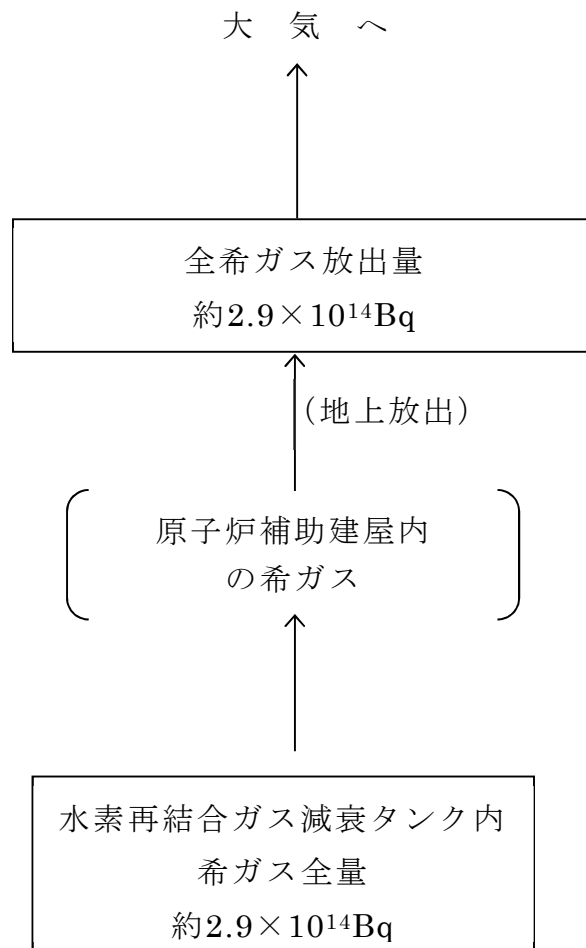 大 気 へ
全希ガス放出量
約2.9×10¹⁴Bq
(地上放出)
原子炉補助建屋内
の希ガス
水素再結合ガス減衰タンク内
希ガス全量
約2.9×10¹⁴Bq